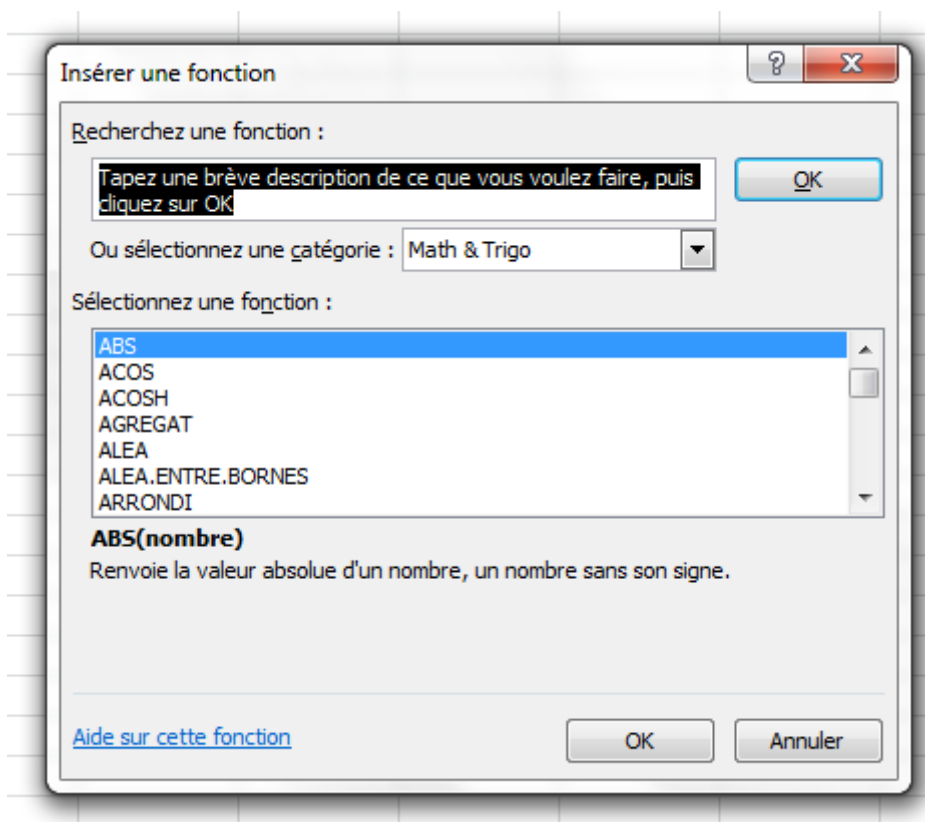 Insérer une fonction
Recherchez une fonction :
Tapez une brève description de ce que vous voulez faire, puis
cliquez sur OK
OK
Ou sélectionnez une catégorie : Math & Trigo
Sélectionnez une fonction :
ABS
ACOS
ACOSH
AGREGAT
ALEA
ALEA.ENTRE.BORNES
ARRONDI
ABS(nombre)
Renvoie la valeur absolue d'un nombre, un nombre sans son signe.
Aide sur cette fonction
OK
Annuler